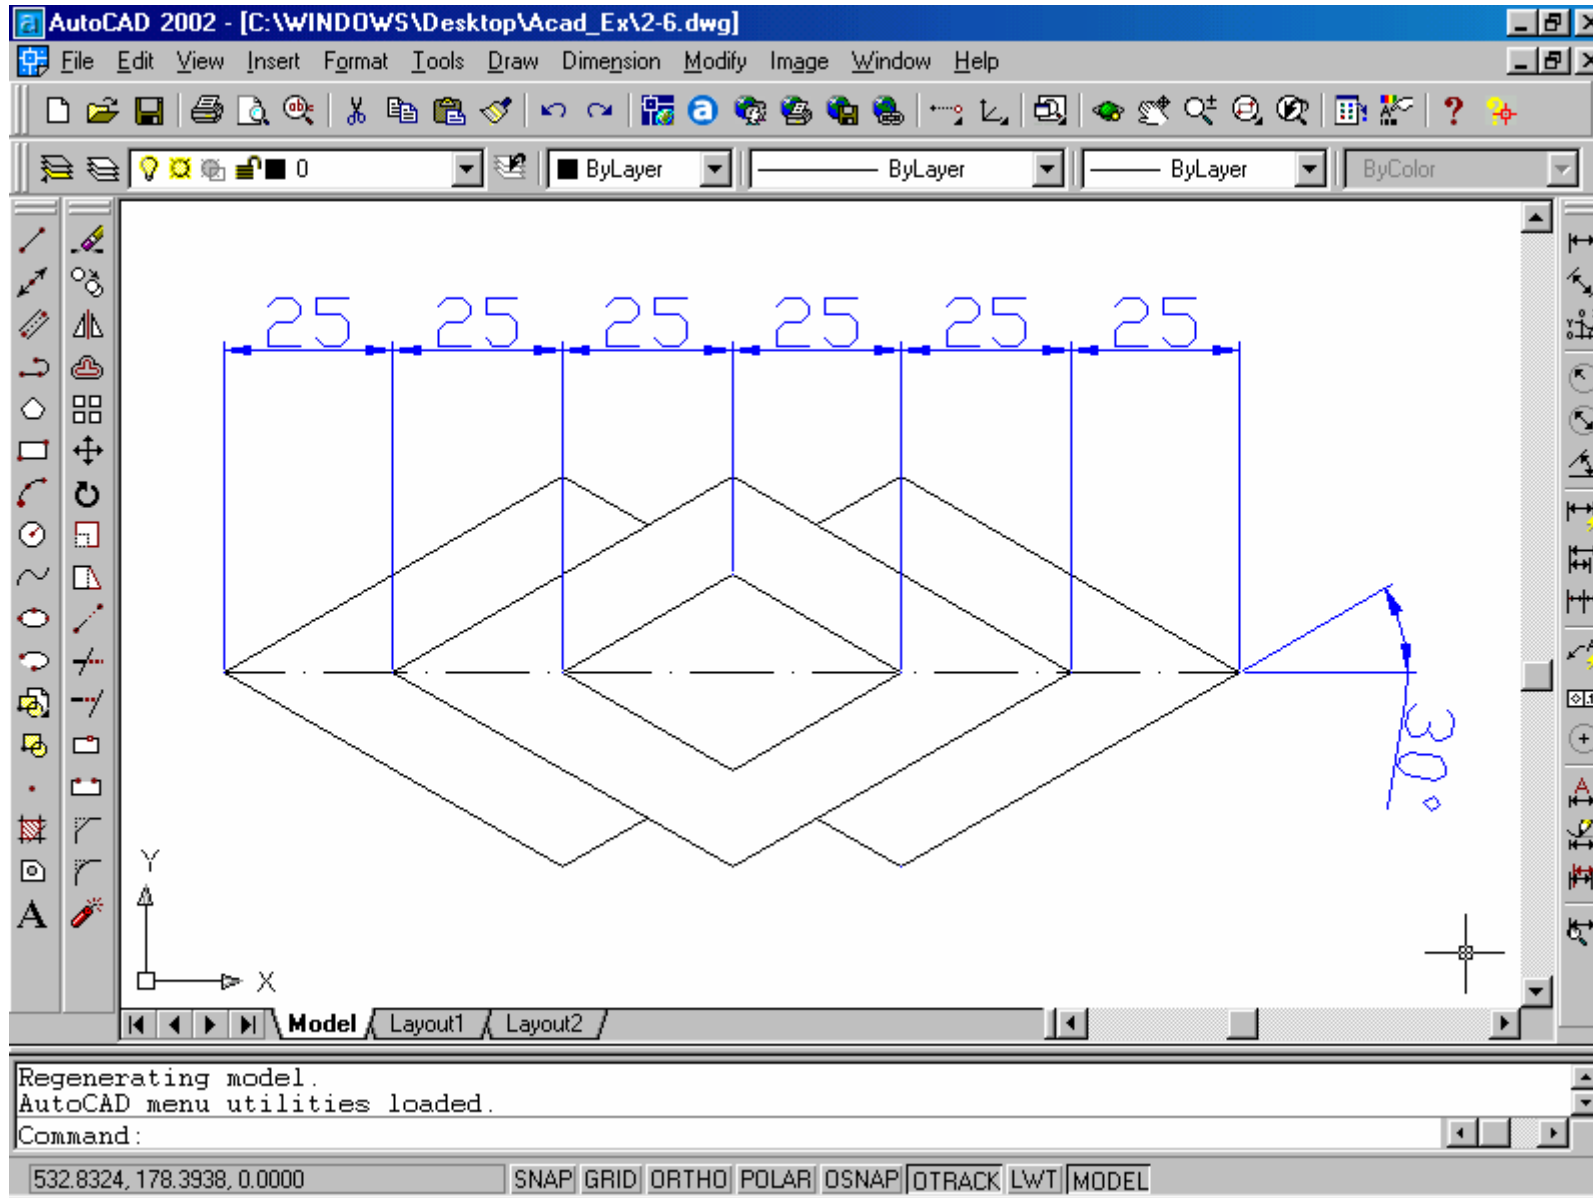 AutoCAD 2002 - [C:\WINDOWS\Desktop\Acad_Ex\2-6.dwg]
File Edit View Insert Format Tools Draw Dimension Modify Image Window Help
0 ByLayer ByLayer ByLayer ByColor
25 25 25 25 25 25
30°
Y
X
Model Layout1 Layout2
Regenerating model.
AutoCAD menu utilities loaded.
Command:
532.8324, 178.3938, 0.0000 SNAP GRID ORTHO POLAR OSNAP OTRACK LWT MODEL